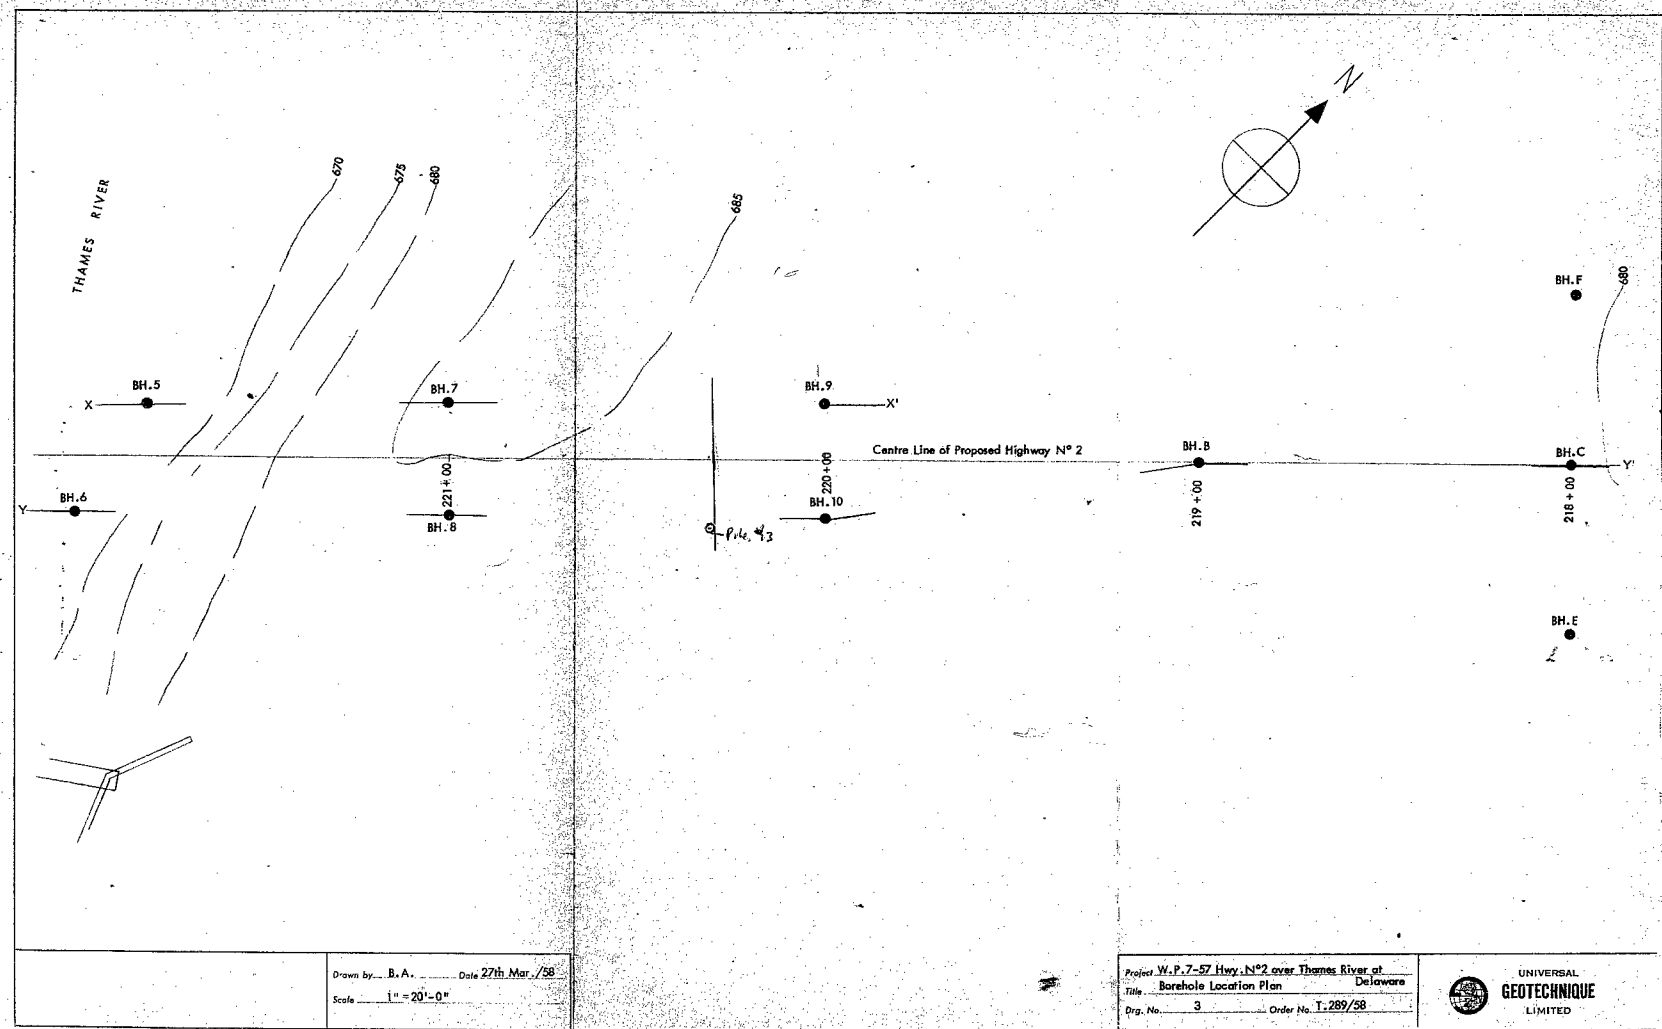 N
670
675
680
685
THAMES RIVER
BH.F
680
BH.5
X
BH.7
BH.9
X'
Centre Line of Proposed Highway Nº 2
BH.B
BH.C
Y'
221+00
220+00
219+00
218+00
BH.6
Y
BH.8
BH.10
Pile #13
BH.E
Drawn by B.A. Date 27th Mar./58
Scale 1"=20'-0"
Project W.P.7-57 Hwy. Nº2 over Thames River at
Delaware
Title Borehole Location Plan
Drg. No. 3 Order No. T.289/58
UNIVERSAL
GEOTECHNIQUE
LIMITED